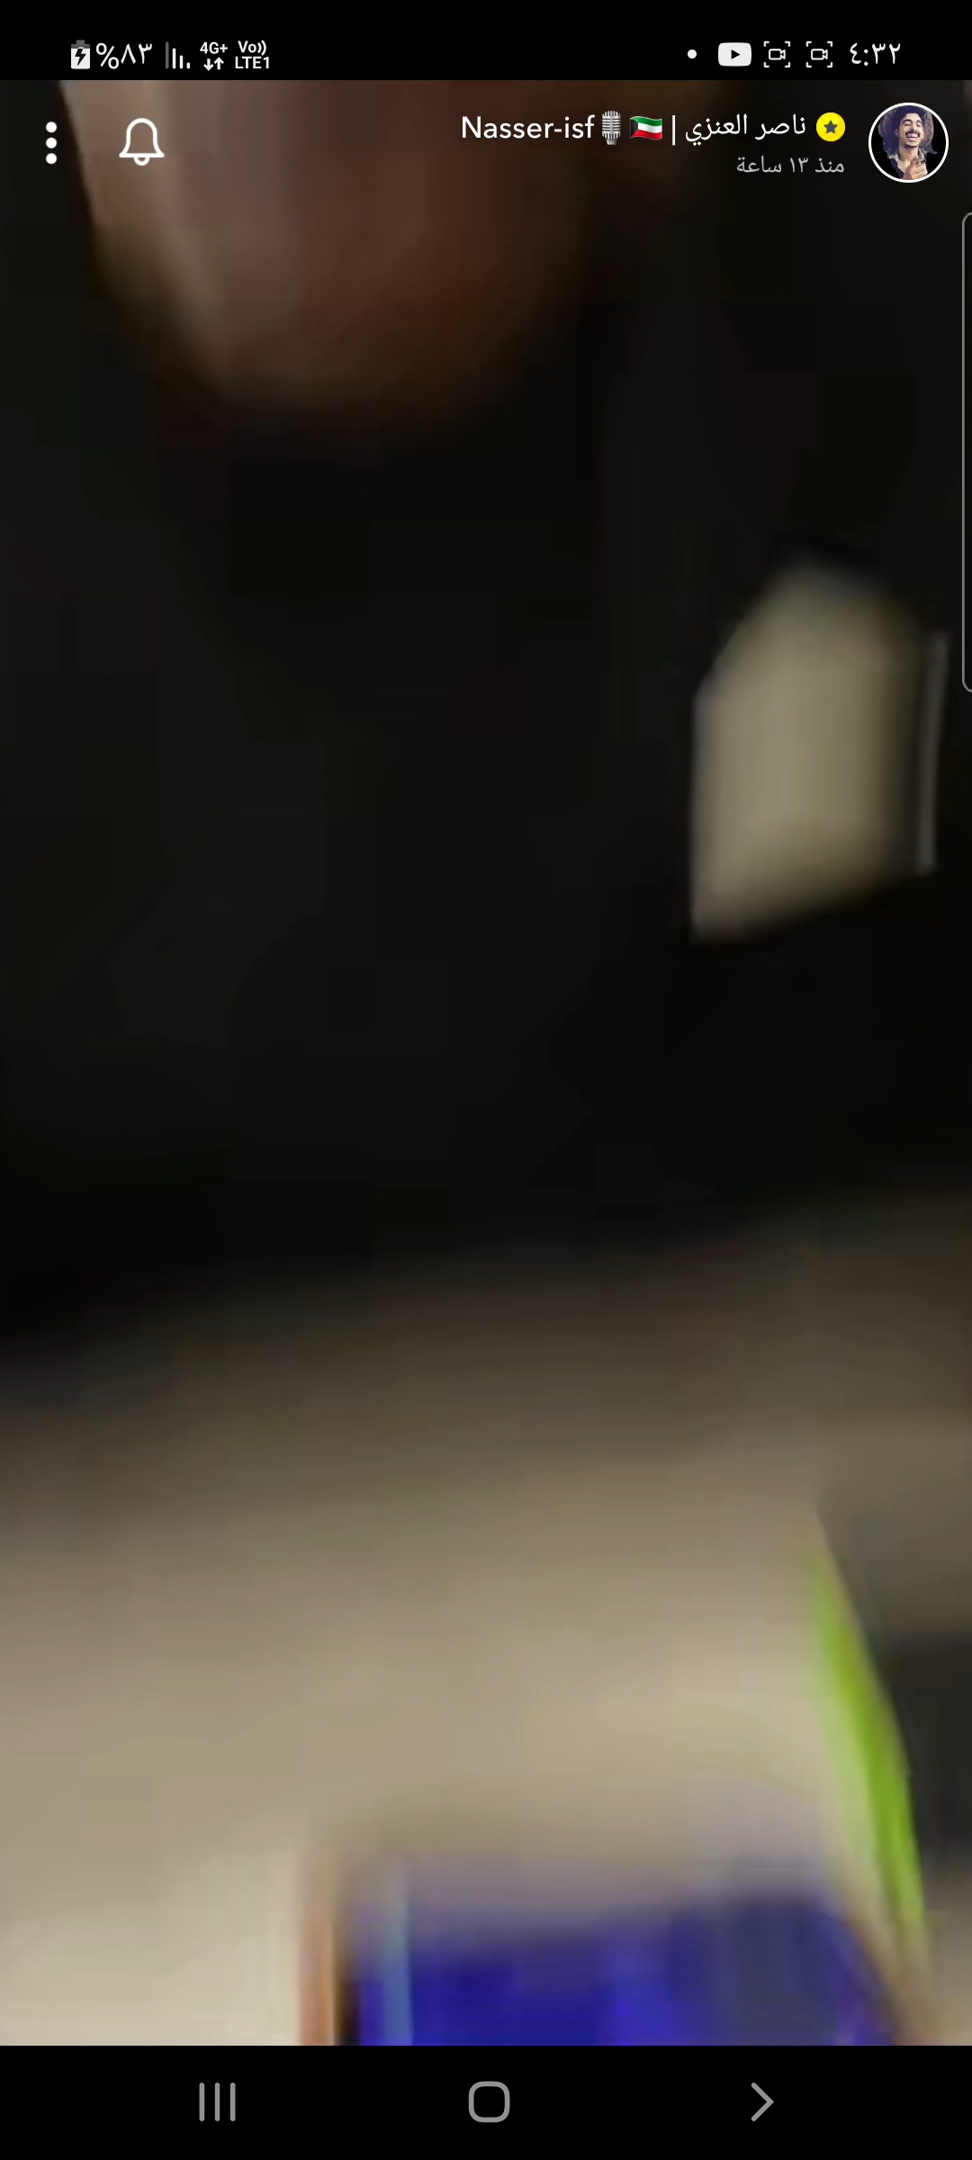 ٤:٣٢ 4G+ Vo)) LTE1 %٨٣
ناصر العنزي | 🇰🇼🎙️Nasser-isf
منذ ١٣ ساعة